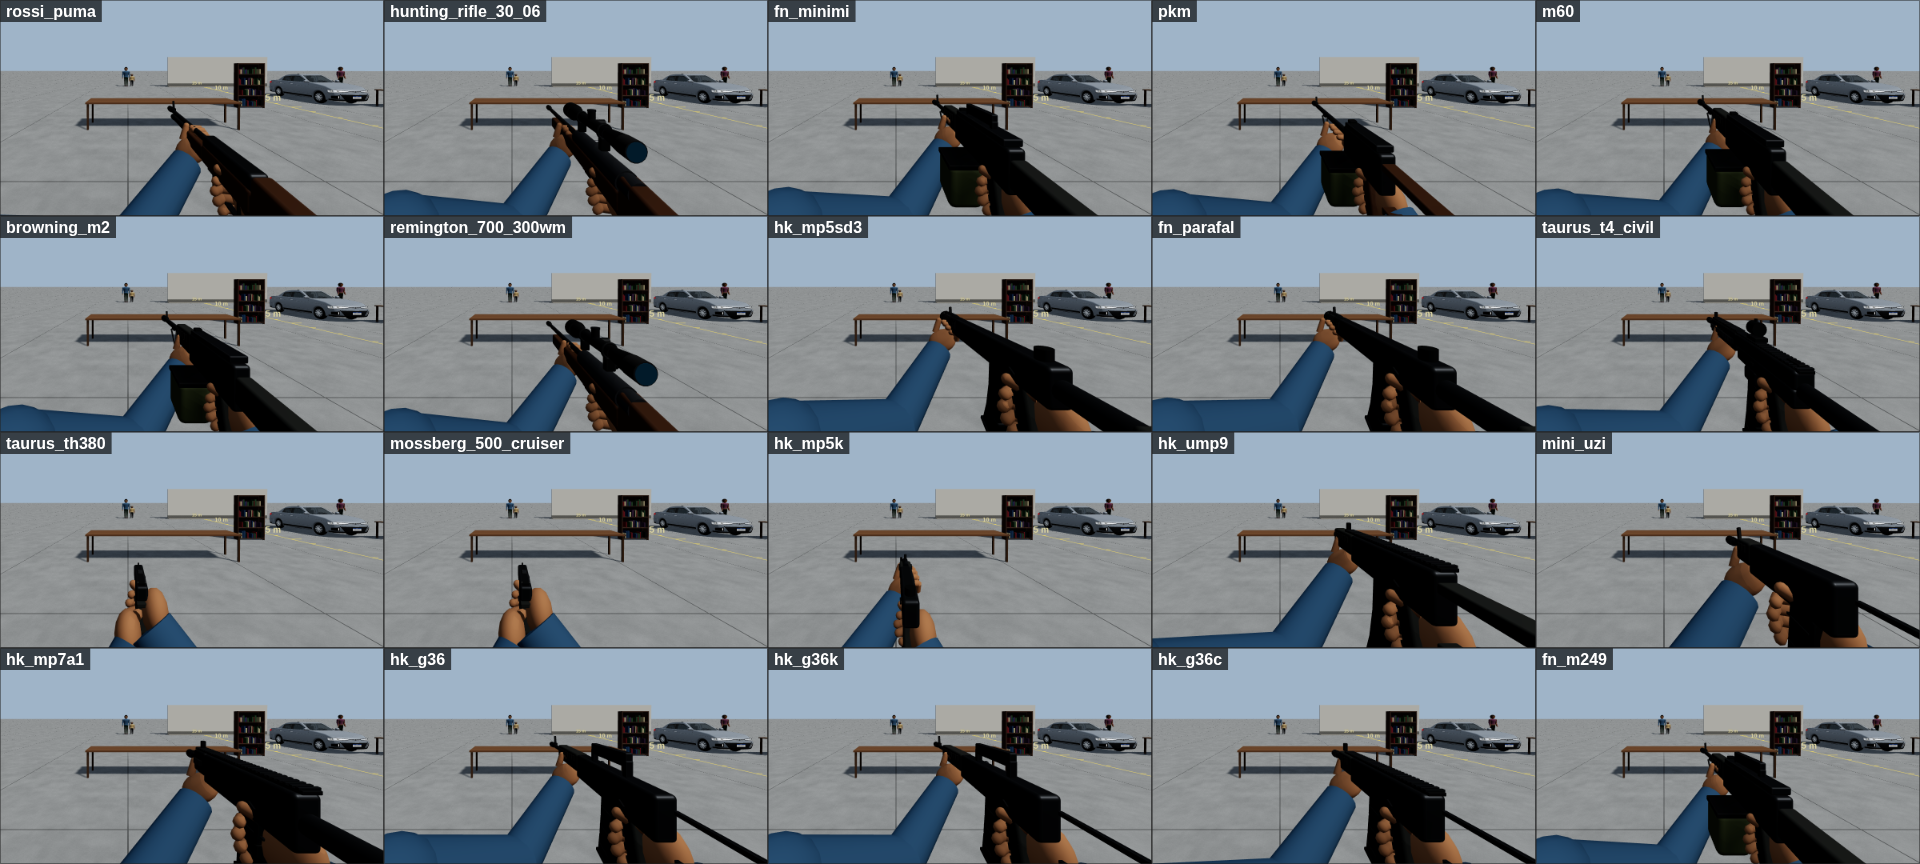 rossi_puma
hunting_rifle_30_06
fn_minimi
pkm
m60
browning_m2
remington_700_300wm
hk_mp5sd3
fn_parafal
taurus_t4_civil
taurus_th380
mossberg_500_cruiser
hk_mp5k
hk_ump9
mini_uzi
hk_mp7a1
hk_g36
hk_g36k
hk_g36c
fn_m249